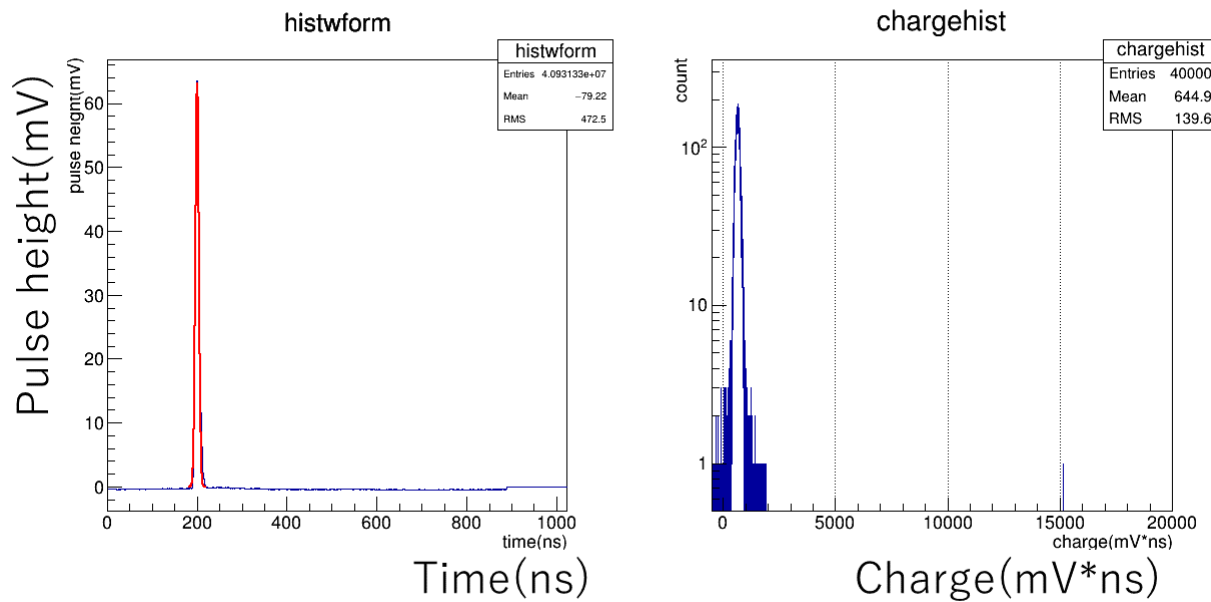 histwform
histwform
Entries 4.093133e+07
Mean −79.22
RMS 472.5
Pulse height(mV)
pulse neignt(mV)
60
50
40
30
20
10
0
0 200 400 600 800 1000
time(ns)
Time(ns)
chargehist
chargehist
Entries 40000
Mean 644.9
RMS 139.6
count
10²
10
1
0 5000 10000 15000 20000
charge(mV*ns)
Charge(mV*ns)